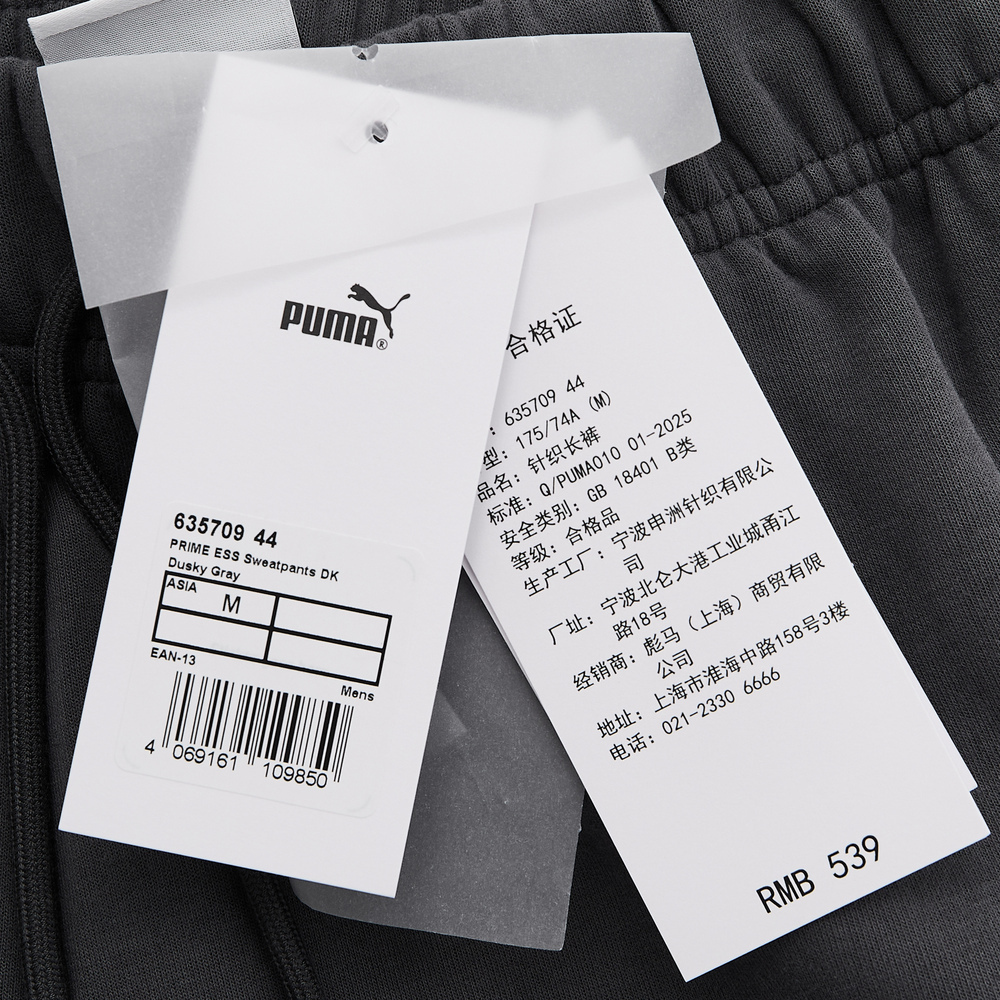 PUMA®
635709 44
PRIME ESS Sweatpants DK
Dusky Gray
ASIA M
EAN-13
Mens
4 069161 109850
合格证
: 635709 44
型: 175/74A (M)
品名: 针织长裤
标准: Q/PUMA010 01-2025
安全类别: GB 18401 B类
等级: 合格品
生产工厂: 宁波申洲针织有限公
司
厂址: 宁波北仑大港工业城甬江
路18号
经销商: 彪马（上海）商贸有限
公司
地址: 上海市淮海中路158号3楼
电话: 021-2330 6666
RMB 539